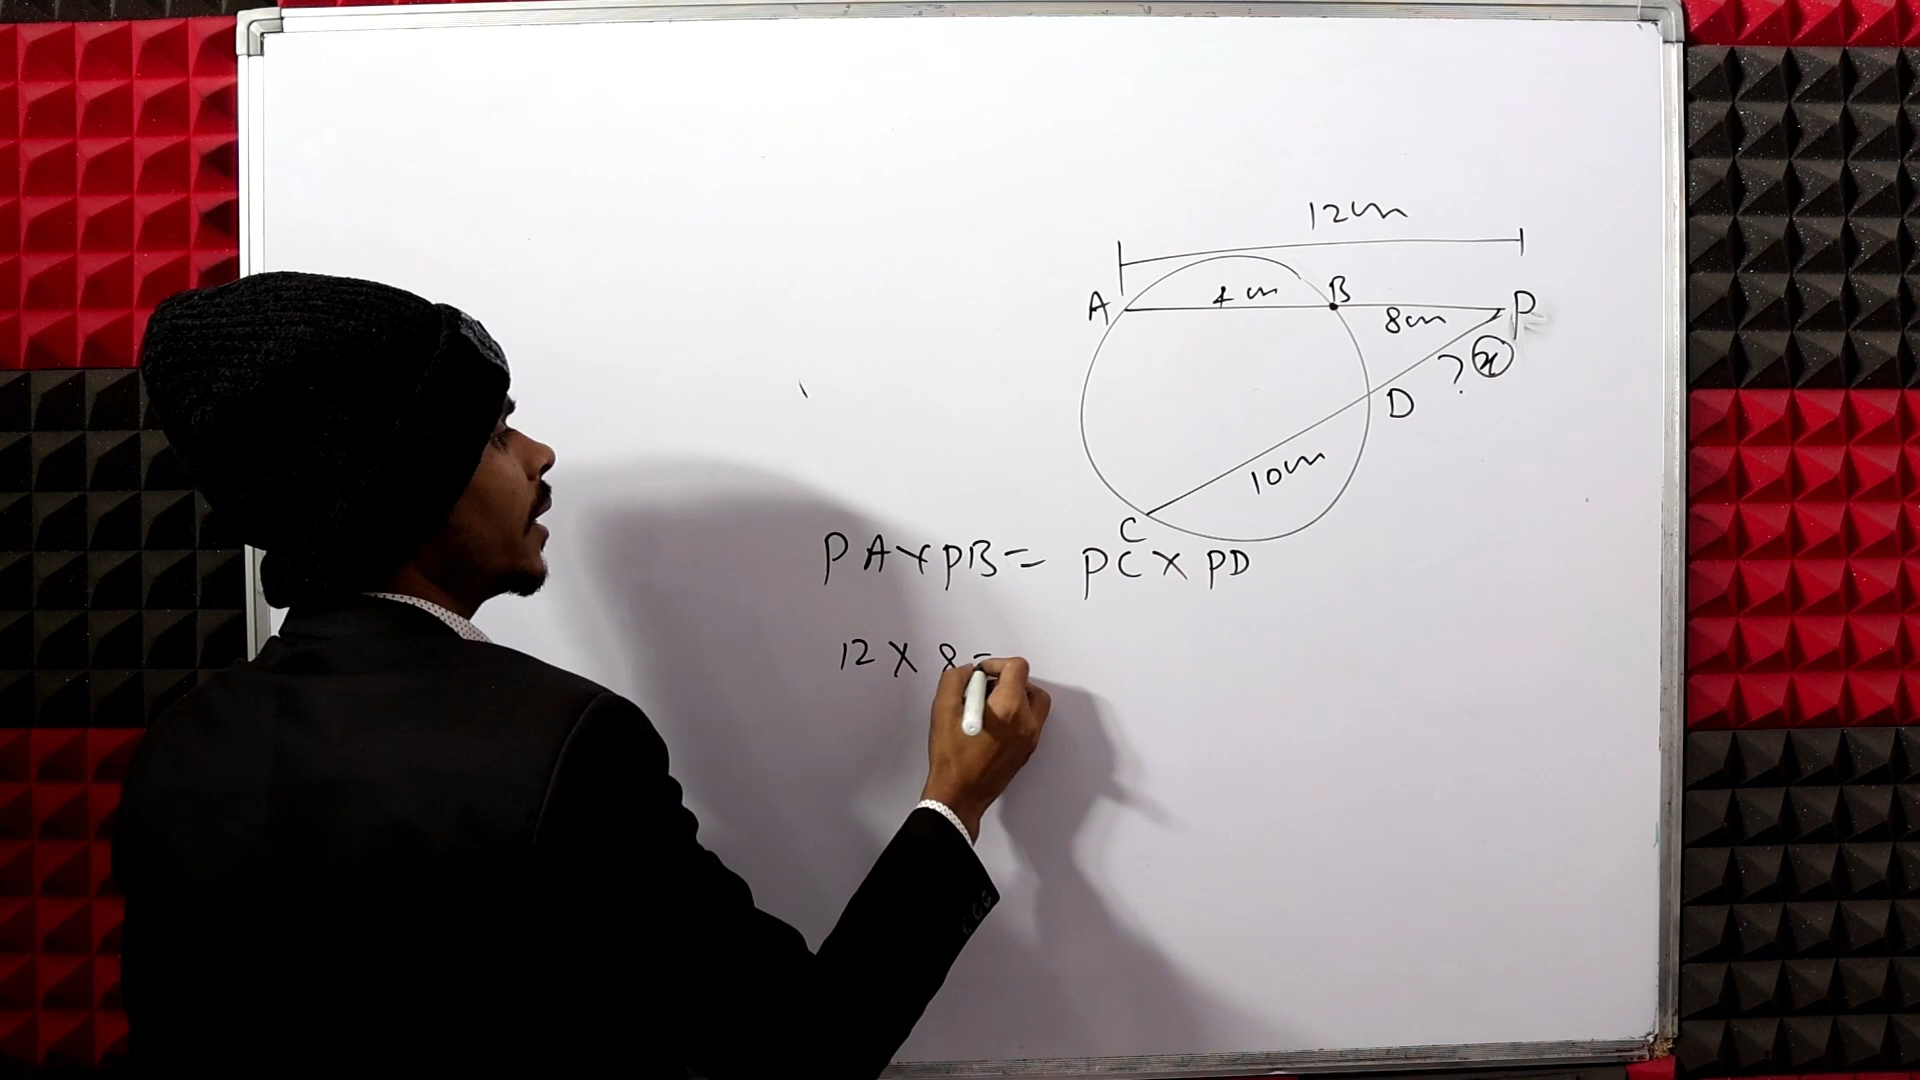 12cm
A 4cm B 8cm P
? x
D
10cm
C
PA×PB= PC× PD
12 × 8=